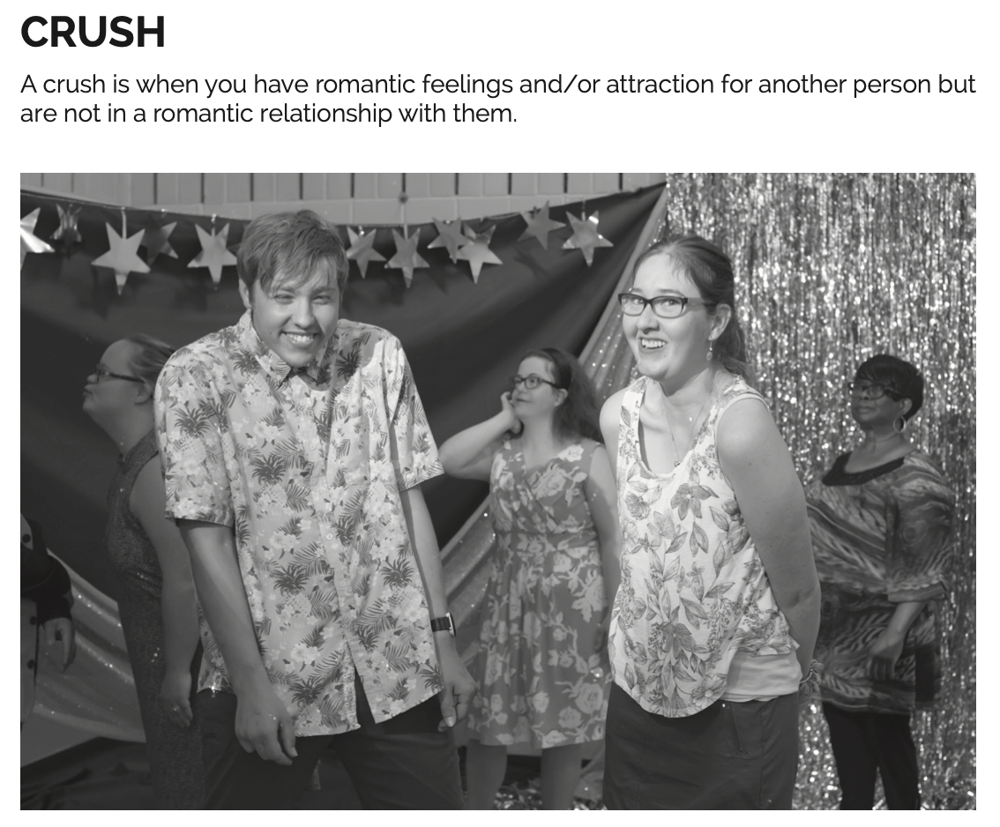 CRUSH
A crush is when you have romantic feelings and/or attraction for another person but
are not in a romantic relationship with them.